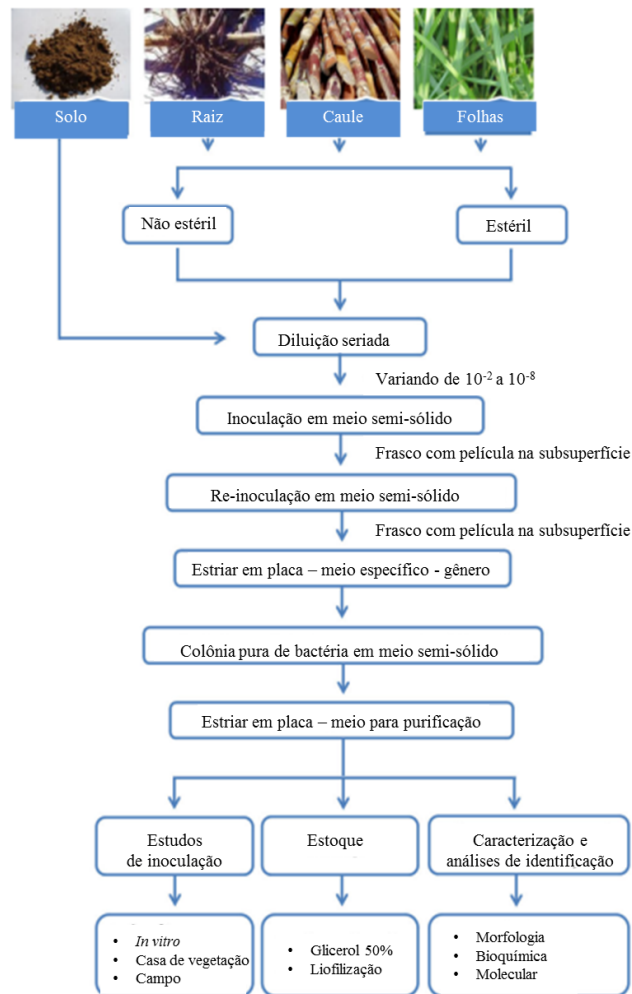 Solo
Raiz
Caule
Folhas
Não estéril
Estéril
Diluição seriada
Variando de 10⁻² a 10⁻⁸
Inoculação em meio semi-sólido
Frasco com película na subsuperfície
Re-inoculação em meio semi-sólido
Frasco com película na subsuperfície
Estriar em placa – meio específico - gênero
Colônia pura de bactéria em meio semi-sólido
Estriar em placa – meio para purificação
Estudos
de inoculação
Estoque
Caracterização e
análises de identificação
• In vitro
• Casa de vegetação
• Campo
• Glicerol 50%
• Liofilização
• Morfologia
• Bioquímica
• Molecular